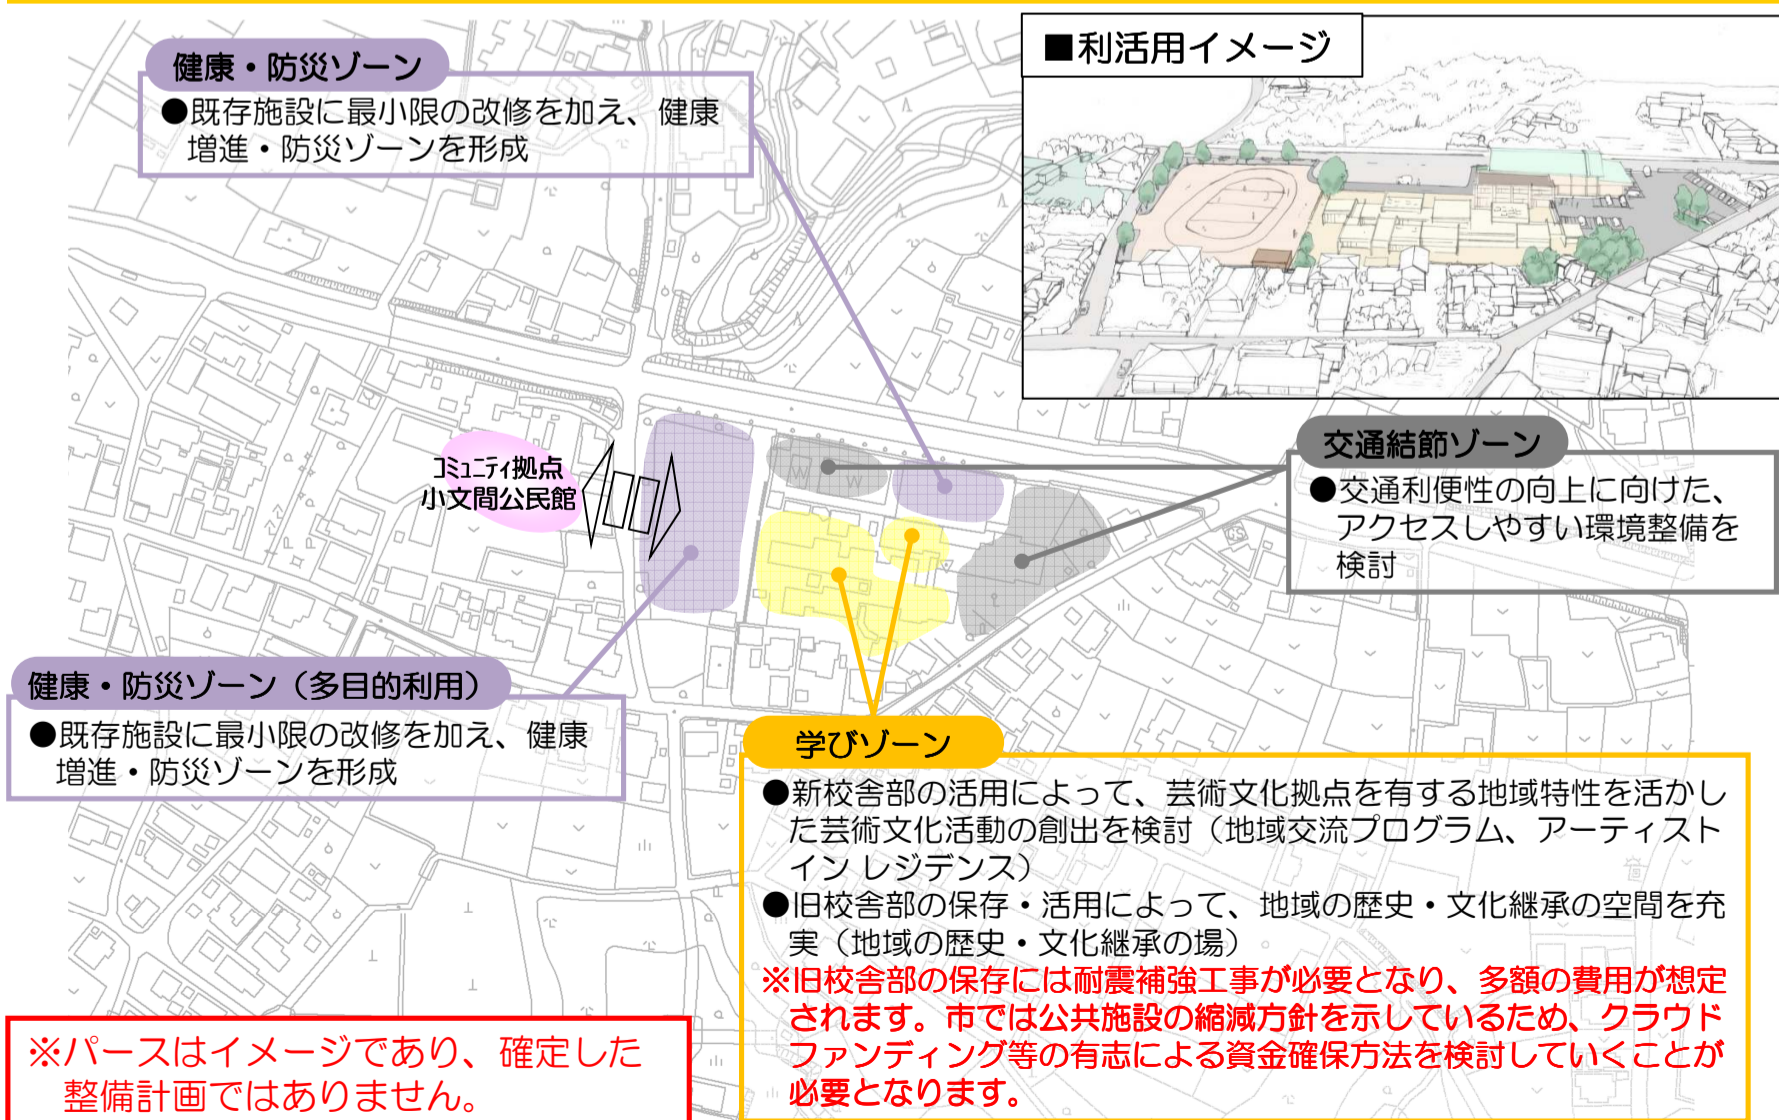 健康・防災ゾーン
●既存施設に最小限の改修を加え、健康
増進・防災ゾーンを形成
■利活用イメージ
コミュニティ拠点
小文間公民館
交通結節ゾーン
●交通利便性の向上に向けた、
アクセスしやすい環境整備を
検討
健康・防災ゾーン（多目的利用）
●既存施設に最小限の改修を加え、健康
増進・防災ゾーンを形成
学びゾーン
●新校舎部の活用によって、芸術文化拠点を有する地域特性を活かし
た芸術文化活動の創出を検討（地域交流プログラム、アーティスト
イン レジデンス）
●旧校舎部の保存・活用によって、地域の歴史・文化継承の空間を充
実（地域の歴史・文化継承の場）
※旧校舎部の保存には耐震補強工事が必要となり、多額の費用が想定
されます。市では公共施設の縮減方針を示しているため、クラウド
ファンディング等の有志による資金確保方法を検討していくことが
必要となります。
※パースはイメージであり、確定した
整備計画ではありません。